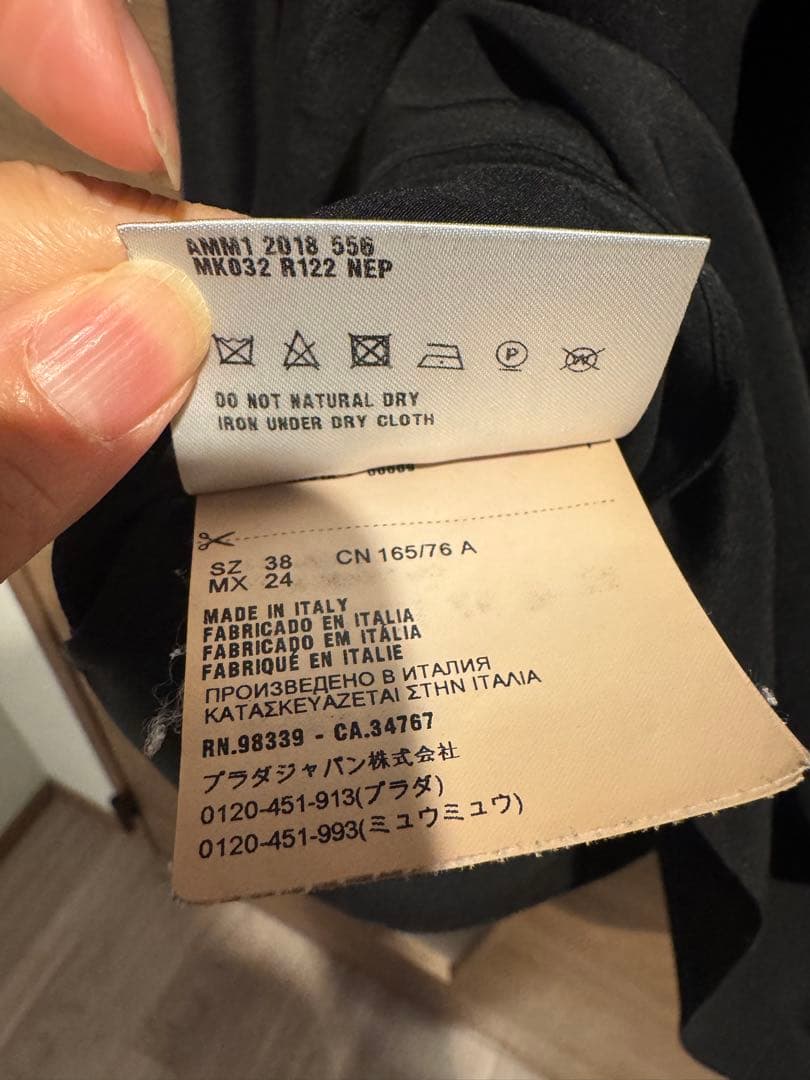 AMM1 2018 556
MK032 R122 NEP
P
W
DO NOT NATURAL DRY
IRON UNDER DRY CLOTH
SZ 38 CN 165/76 A
MX 24
MADE IN ITALY
FABRICADO EN ITALIA
FABRICADO EM ITÁLIA
FABRIQUÉ EN ITALIE
ПРОИЗВЕДЕНО В ИТАЛИЯ
ΚΑΤΑΣΚΕΥΑΖΕΤΑΙ ΣΤΗΝ ΙΤΑΛΙΑ
RN.98339 - CA.34767
プラダジャパン株式会社
0120-451-913(プラダ)
0120-451-993(ミュウミュウ)